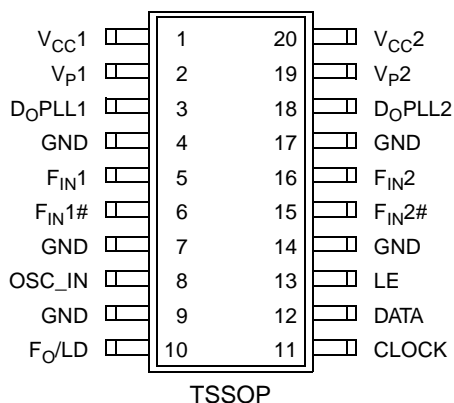 VCC1 1 20 VCC2
VP1 2 19 VP2
DOPLL1 3 18 DOPLL2
GND 4 17 GND
FIN1 5 16 FIN2
FIN1# 6 15 FIN2#
GND 7 14 GND
OSC_IN 8 13 LE
GND 9 12 DATA
FO/LD 10 11 CLOCK
TSSOP